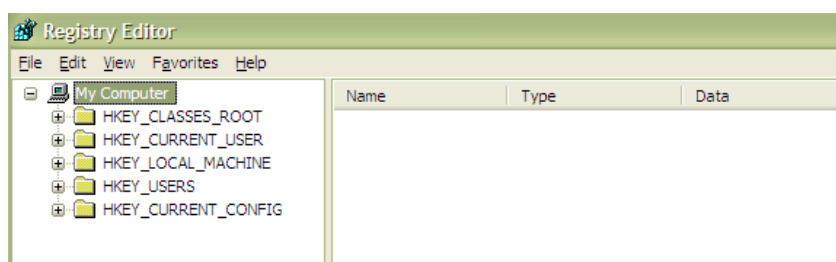 Registry Editor
File Edit View Favorites Help
My Computer Name Type Data
HKEY_CLASSES_ROOT
HKEY_CURRENT_USER
HKEY_LOCAL_MACHINE
HKEY_USERS
HKEY_CURRENT_CONFIG